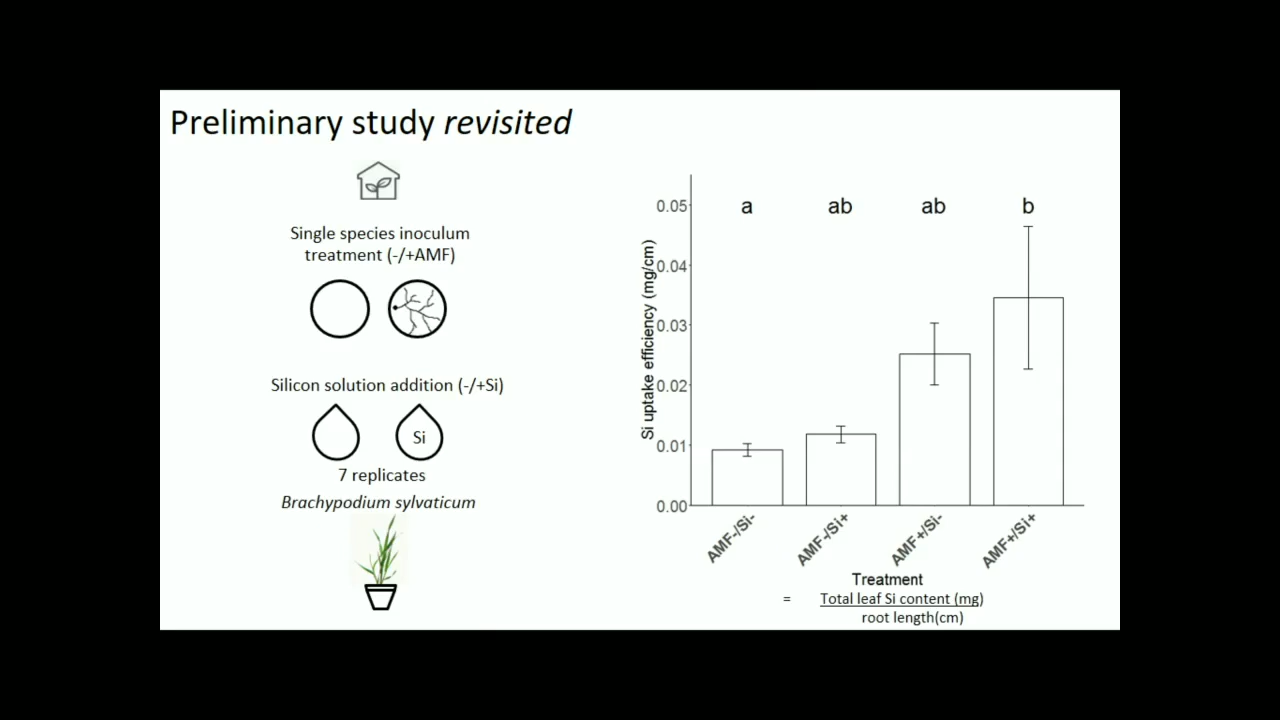 Preliminary study revisited
Single species inoculum
treatment (-/+AMF)
Silicon solution addition (-/+Si)
Si
7 replicates
Brachypodium sylvaticum
Si uptake efficiency (mg/cm)
0.05
0.04
0.03
0.02
0.01
0.00
a ab ab b
AMF-/Si-
AMF-/Si+
AMF+/Si-
AMF+/Si+
Treatment
= Total leaf Si content (mg)
root length(cm)